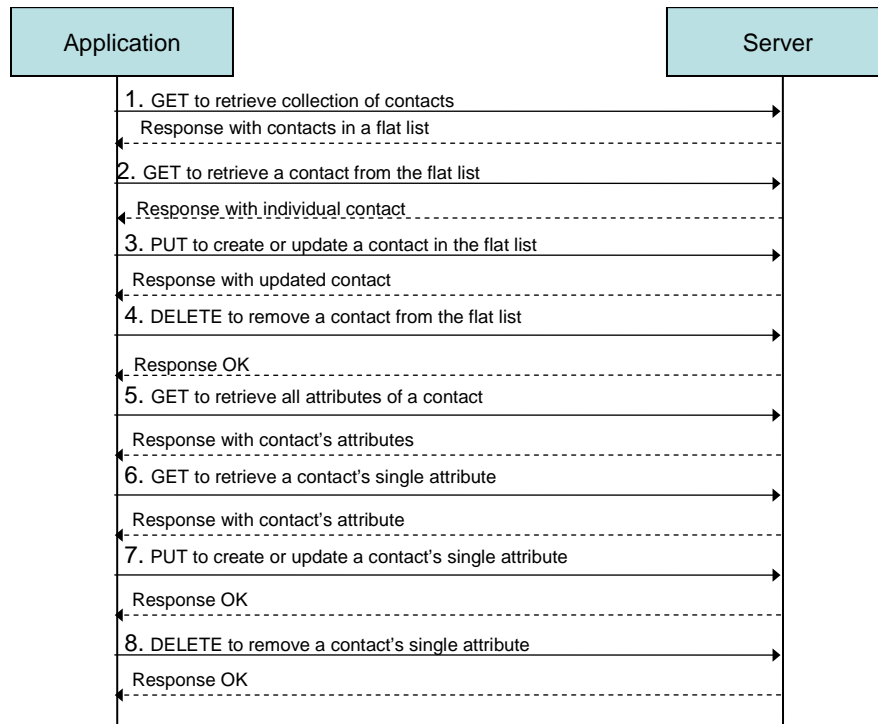 Application
Server
1. GET to retrieve collection of contacts
Response with contacts in a flat list
2. GET to retrieve a contact from the flat list
Response with individual contact
3. PUT to create or update a contact in the flat list
Response with updated contact
4. DELETE to remove a contact from the flat list
Response OK
5. GET to retrieve all attributes of a contact
Response with contact’s attributes
6. GET to retrieve a contact’s single attribute
Response with contact’s attribute
7. PUT to create or update a contact’s single attribute
Response OK
8. DELETE to remove a contact’s single attribute
Response OK